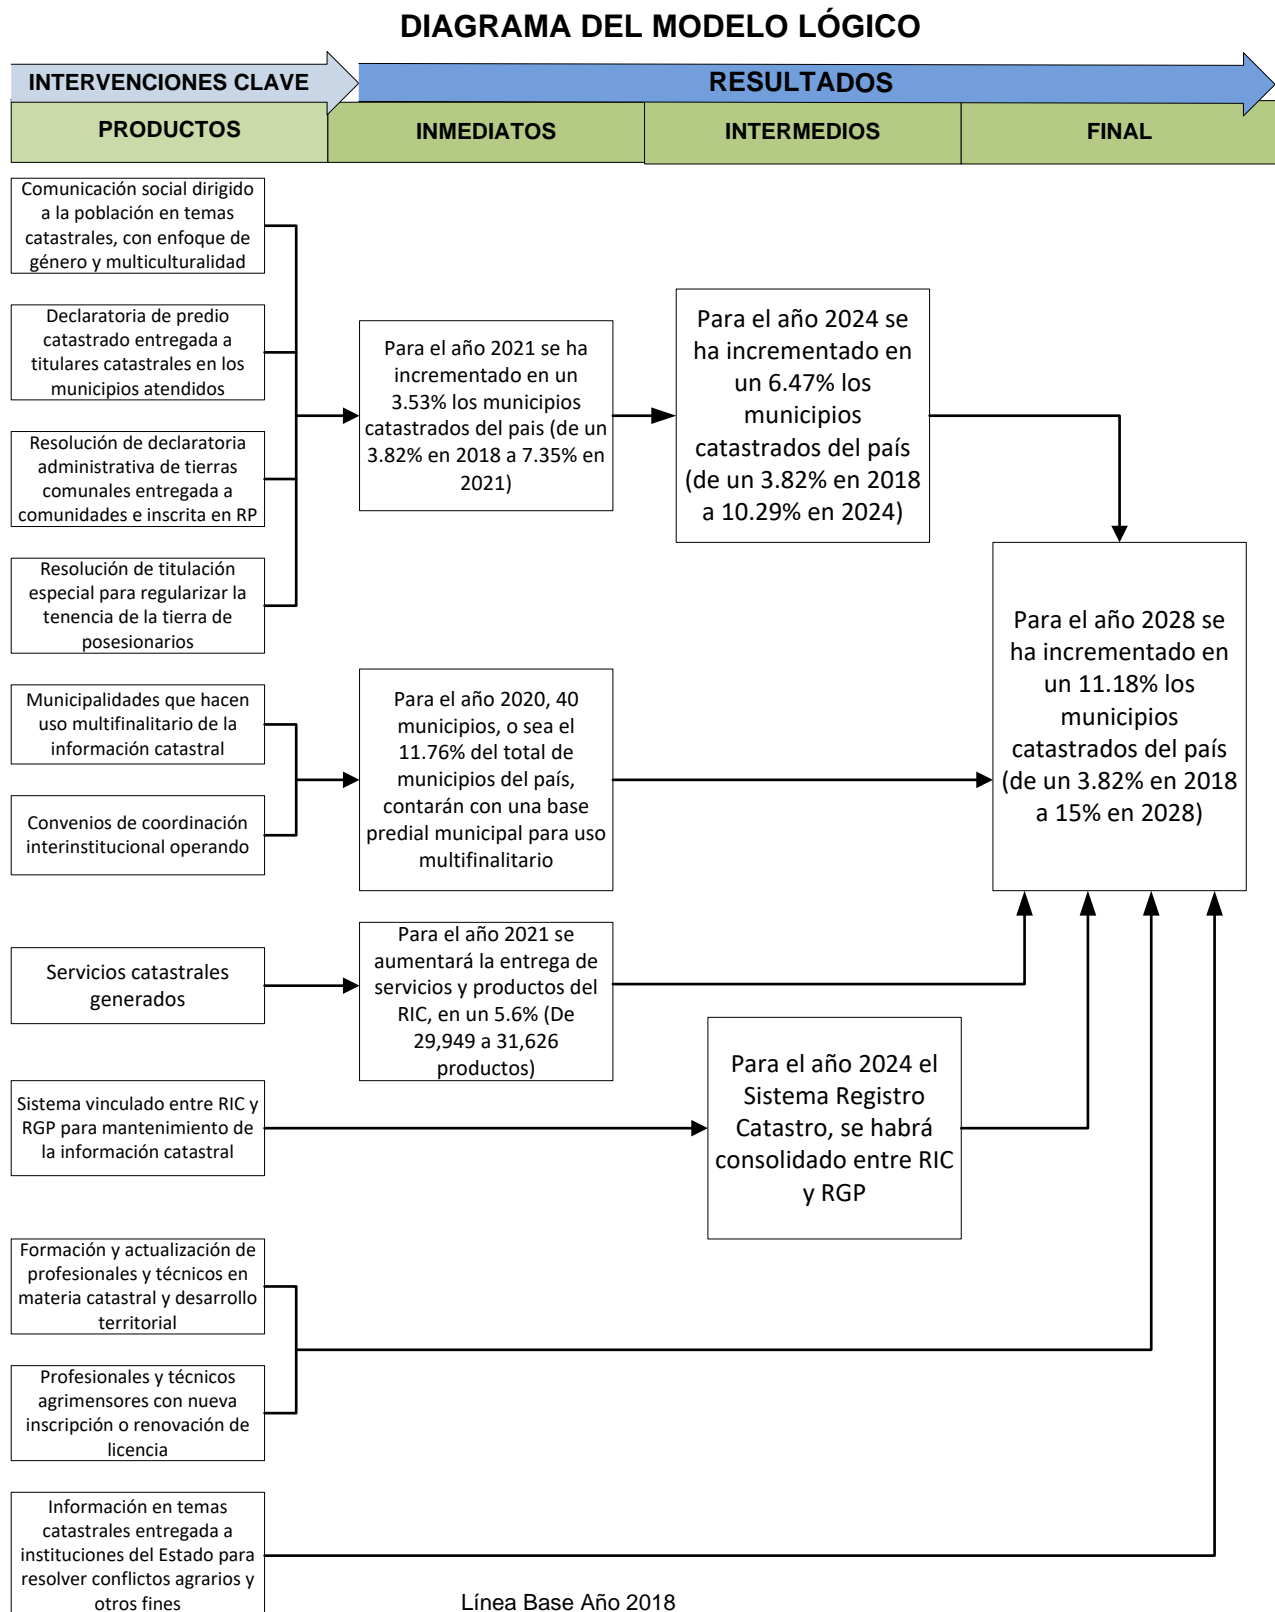 DIAGRAMA DEL MODELO LÓGICO
INTERVENCIONES CLAVE
RESULTADOS
PRODUCTOS
INMEDIATOS
INTERMEDIOS
FINAL
Comunicación social dirigido
a la población en temas
catastrales, con enfoque de
género y multiculturalidad
Declaratoria de predio
catastrado entregada a
titulares catastrales en los
municipios atendidos
Resolución de declaratoria
administrativa de tierras
comunales entregada a
comunidades e inscrita en RP
Resolución de titulación
especial para regularizar la
tenencia de la tierra de
posesionarios
Para el año 2021 se ha
incrementado en un
3.53% los municipios
catastrados del pais (de un
3.82% en 2018 a 7.35% en
2021)
Para el año 2024 se
ha incrementado en
un 6.47% los
municipios
catastrados del país
(de un 3.82% en 2018
a 10.29% en 2024)
Para el año 2028 se
ha incrementado en
un 11.18% los
municipios
catastrados del país
(de un 3.82% en 2018
a 15% en 2028)
Municipalidades que hacen
uso multifinalitario de la
información catastral
Convenios de coordinación
interinstitucional operando
Para el año 2020, 40
municipios, o sea el
11.76% del total de
municipios del país,
contarán con una base
predial municipal para uso
multifinalitario
Servicios catastrales
generados
Para el año 2021 se
aumentará la entrega de
servicios y productos del
RIC, en un 5.6% (De
29,949 a 31,626
productos)
Sistema vinculado entre RIC y
RGP para mantenimiento de
la información catastral
Para el año 2024 el
Sistema Registro
Catastro, se habrá
consolidado entre RIC
y RGP
Formación y actualización de
profesionales y técnicos en
materia catastral y desarrollo
territorial
Profesionales y técnicos
agrimensores con nueva
inscripción o renovación de
licencia
Información en temas
catastrales entregada a
instituciones del Estado para
resolver conflictos agrarios y
otros fines
Línea Base Año 2018